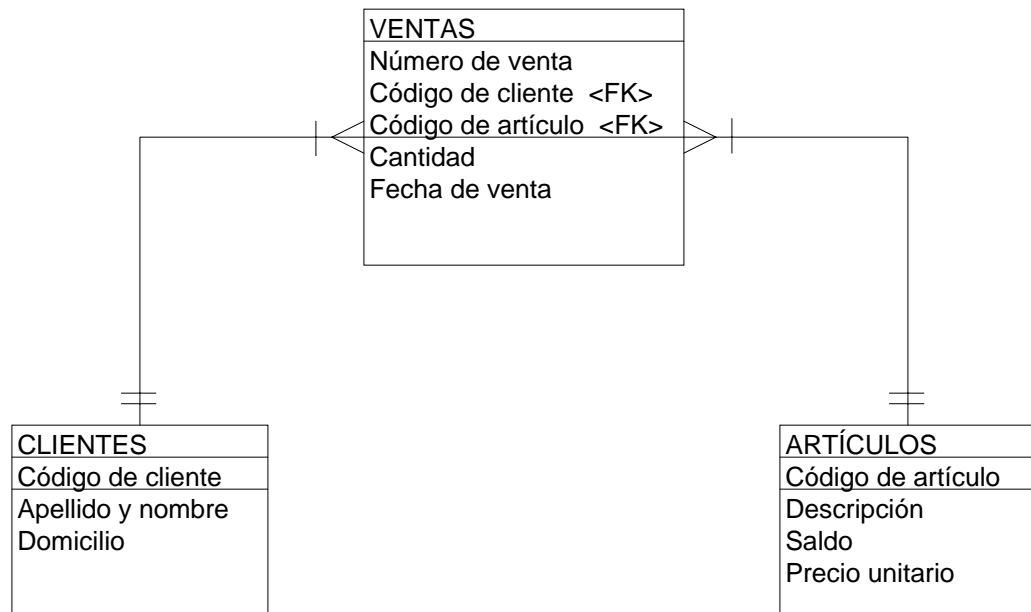 VENTAS
Número de venta
Código de cliente <FK>
Código de artículo <FK>
Cantidad
Fecha de venta
CLIENTES
Código de cliente
Apellido y nombre
Domicilio
ARTÍCULOS
Código de artículo
Descripción
Saldo
Precio unitario